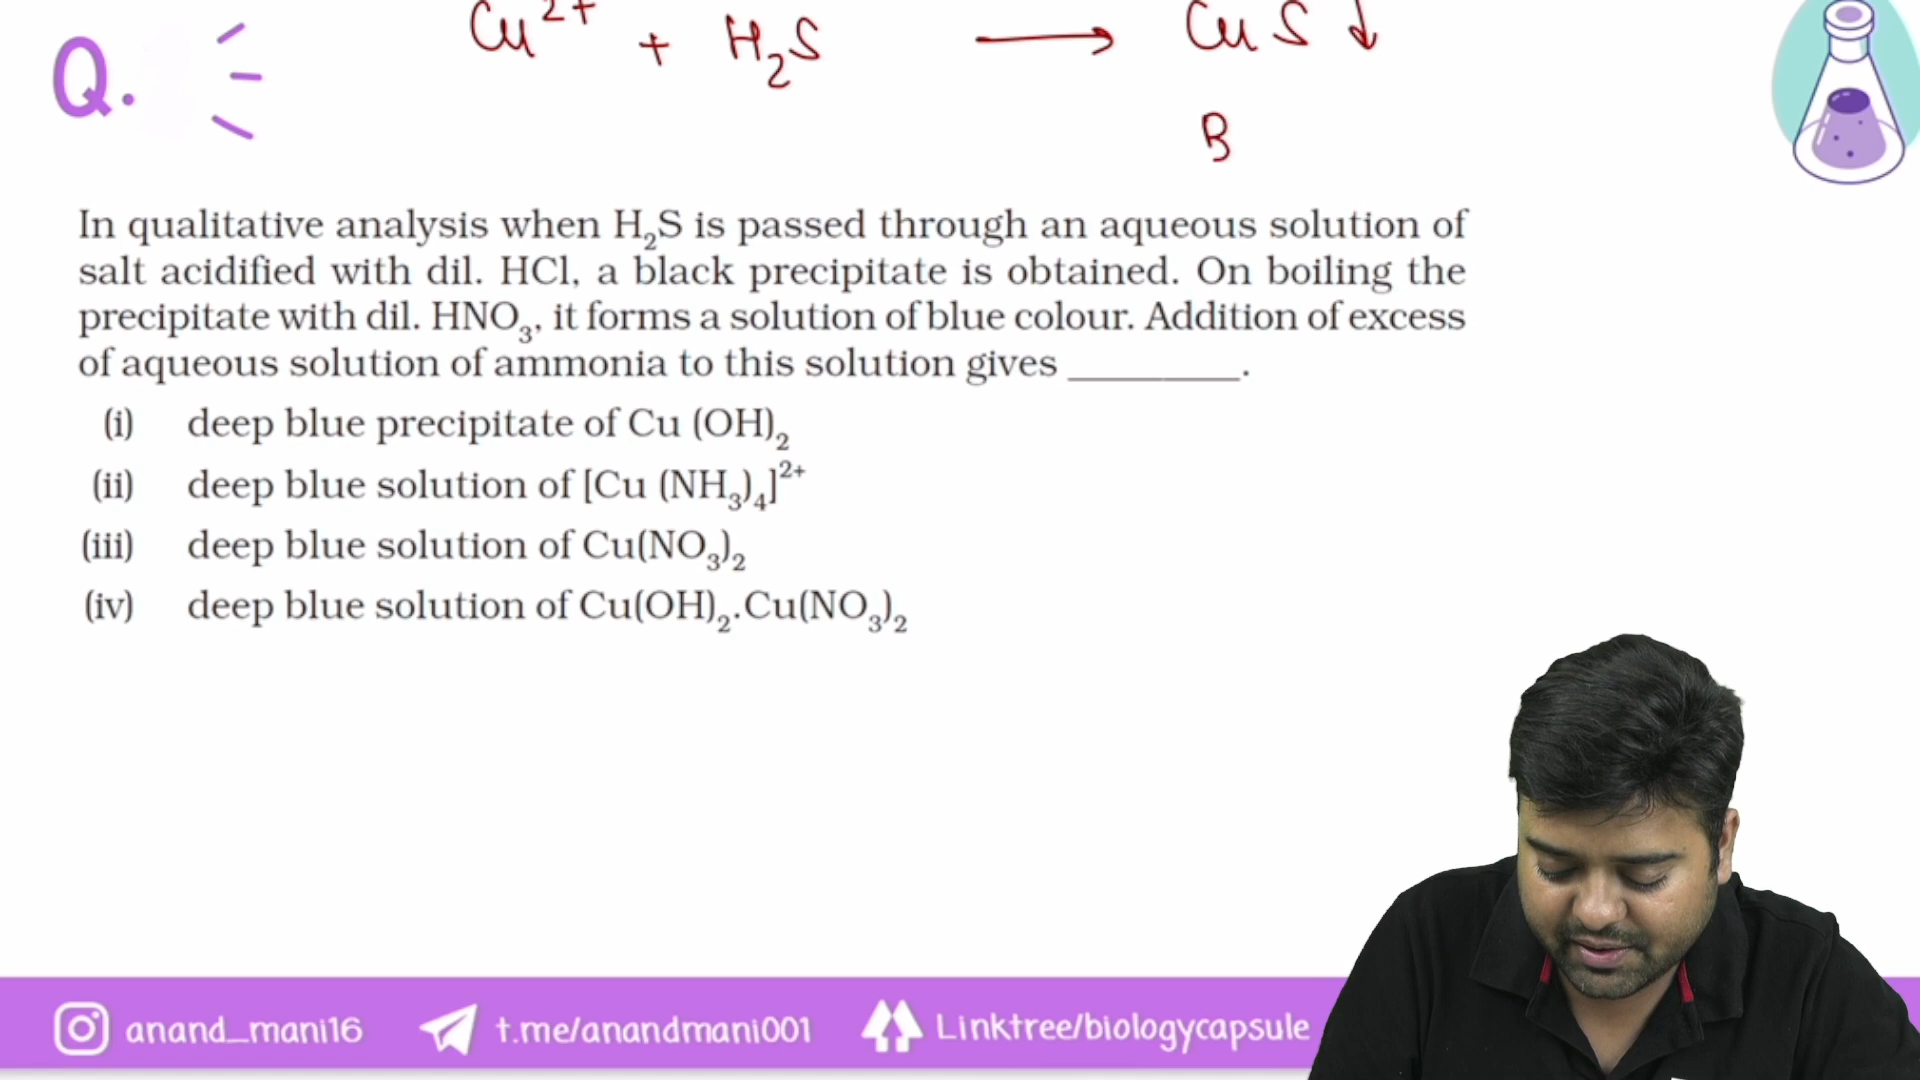 Cu²⁺ + H₂S ⟶ CuS ↓
Q.
B
In qualitative analysis when H₂S is passed through an aqueous solution of
salt acidified with dil. HCl, a black precipitate is obtained. On boiling the
precipitate with dil. HNO₃, it forms a solution of blue colour. Addition of excess
of aqueous solution of ammonia to this solution gives _________.
(i) deep blue precipitate of Cu (OH)₂
(ii) deep blue solution of [Cu (NH₃)₄]²⁺
(iii) deep blue solution of Cu(NO₃)₂
(iv) deep blue solution of Cu(OH)₂.Cu(NO₃)₂
anand_mani16 t.me/anandmani001 Linktree/biologycapsule